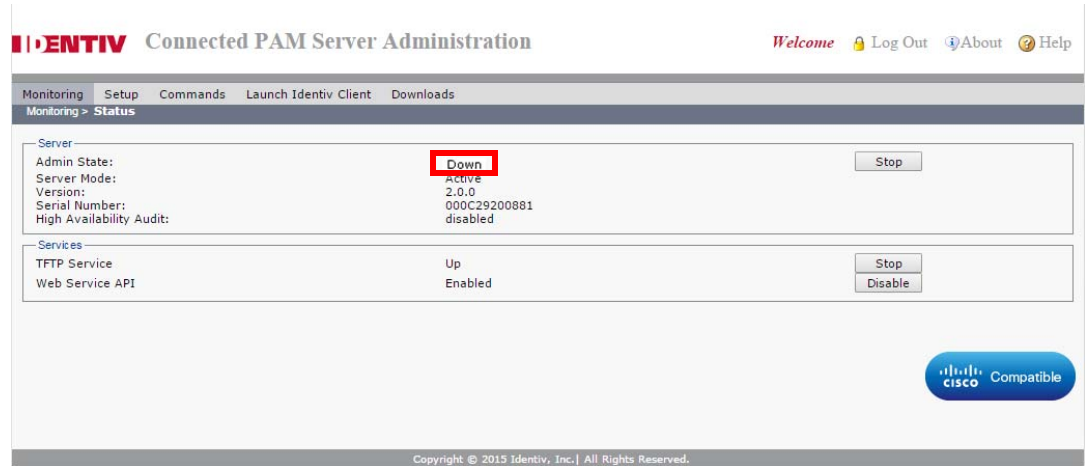 IDENTIV Connected PAM Server Administration Welcome Log Out About Help
Monitoring Setup Commands Launch Identiv Client Downloads
Monitoring > Status
Server
Admin State: Down Stop
Server Mode: Active
Version: 2.0.0
Serial Number: 000C29200881
High Availability Audit: disabled
Services
TFTP Service Up Stop
Web Service API Enabled Disable
cisco Compatible
Copyright © 2015 Identiv, Inc.| All Rights Reserved.